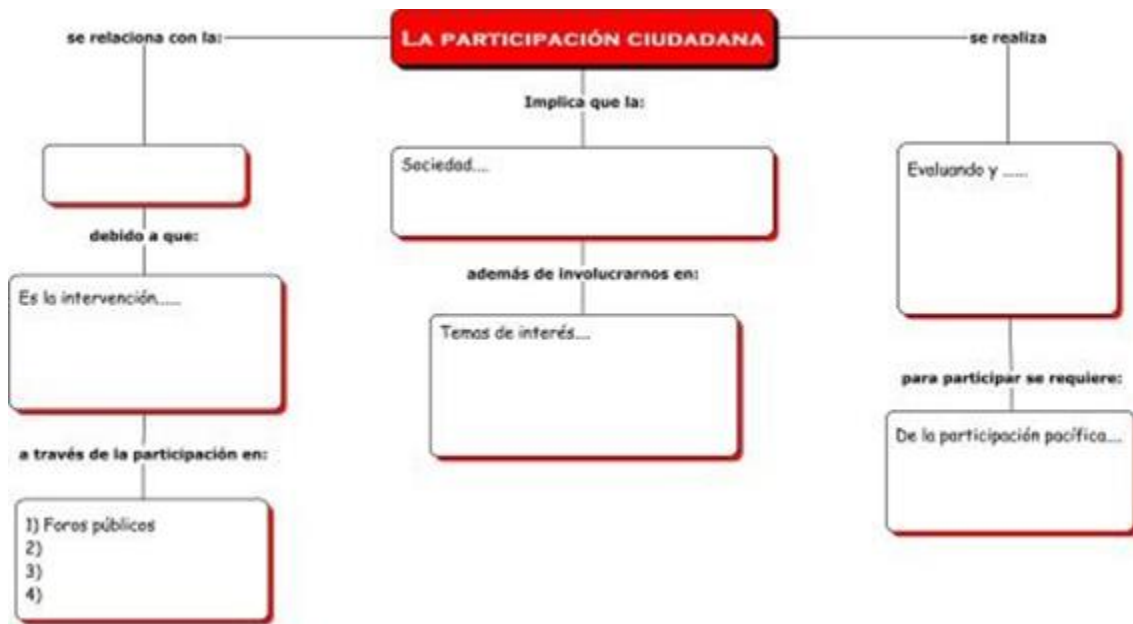 LA PARTICIPACIÓN CIUDADANA
se relaciona con la:
debido a que:
Es la intervención......
a través de la participación en:
1) Foros públicos
2)
3)
4)
Implica que la:
Sociedad....
además de involucrarnos en:
Temas de interés....
se realiza
Evaluando y ......
para participar se requiere:
De la participación pacífica....